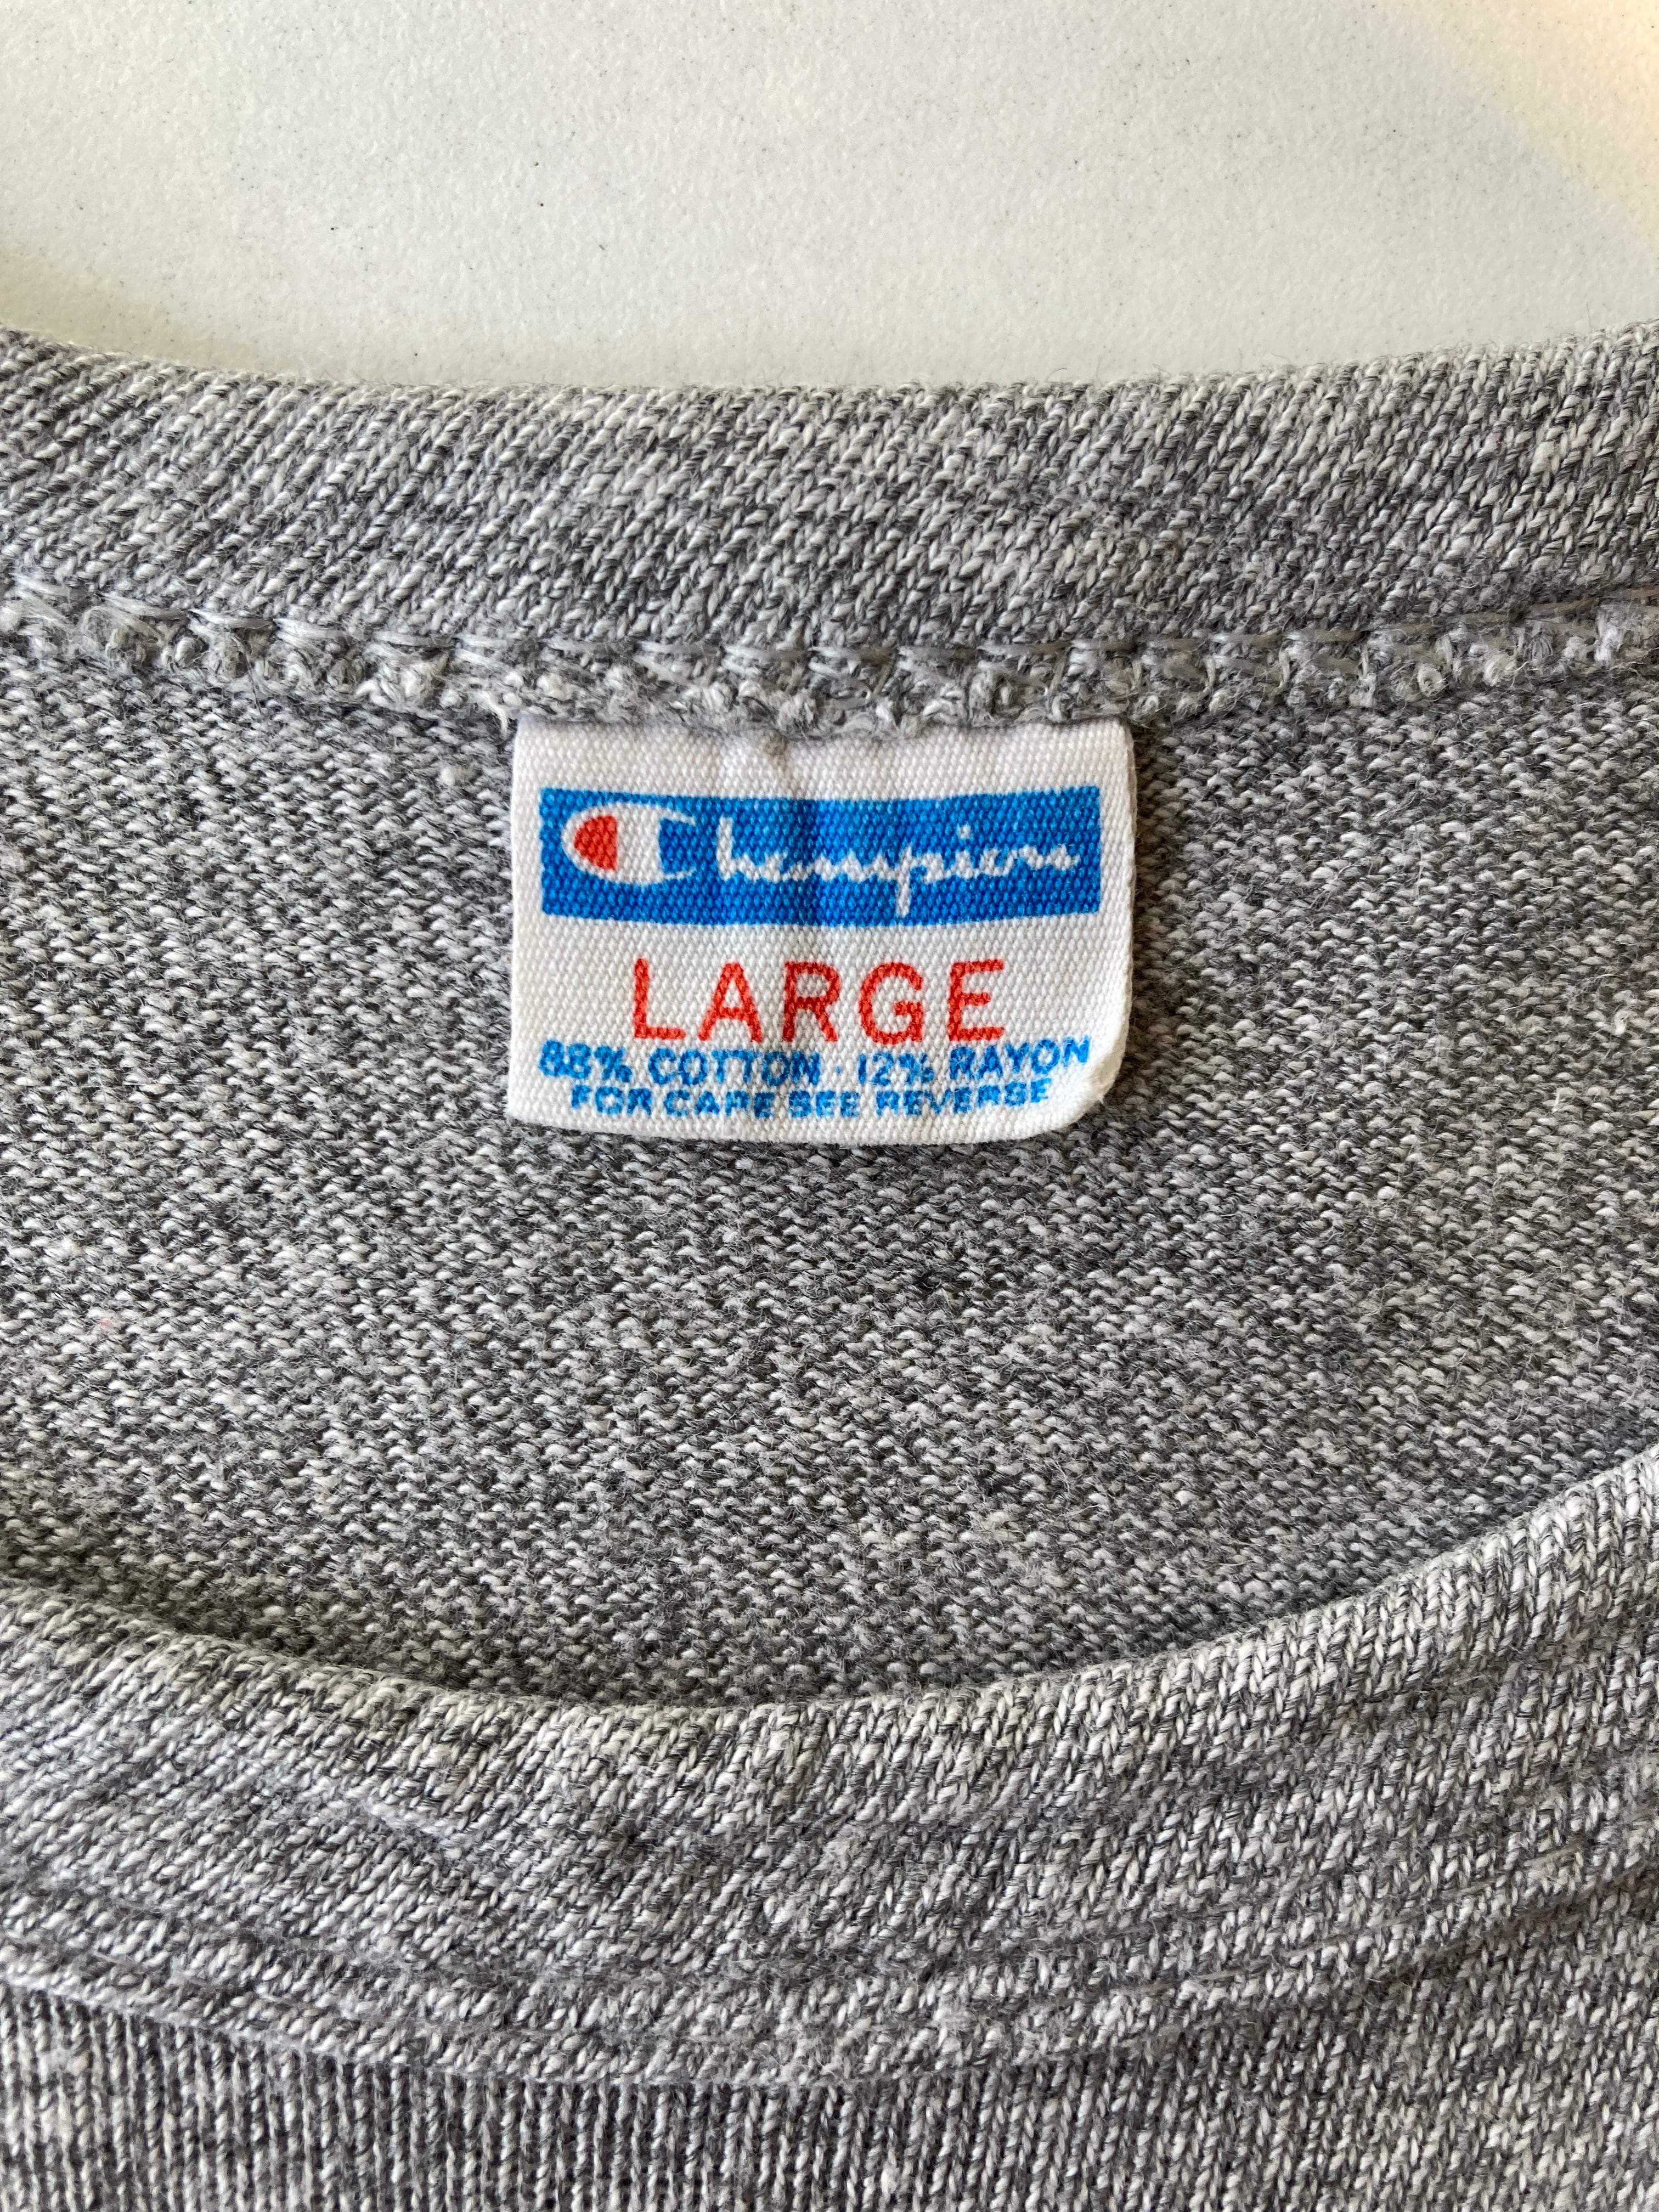 Champion
LARGE
88% COTTON · 12% RAYON
FOR CARE SEE REVERSE